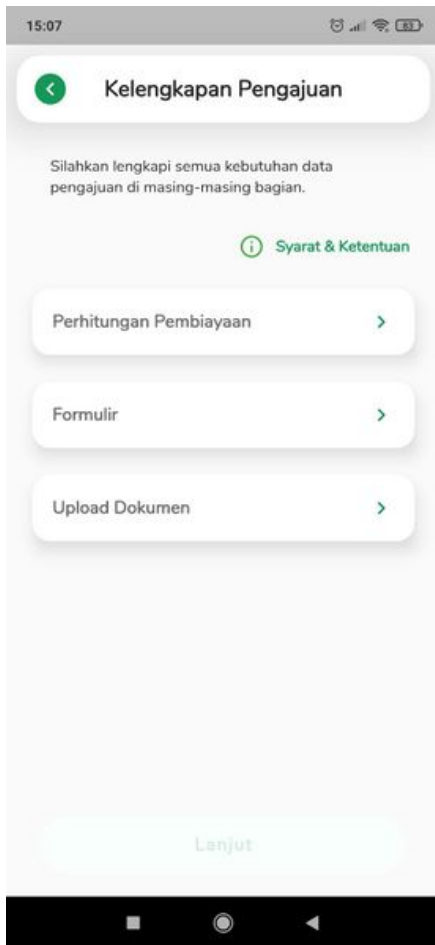 15:07
83
Kelengkapan Pengajuan
Silahkan lengkapi semua kebutuhan data
pengajuan di masing-masing bagian.
Syarat & Ketentuan
Perhitungan Pembiayaan
Formulir
Upload Dokumen
Lanjut